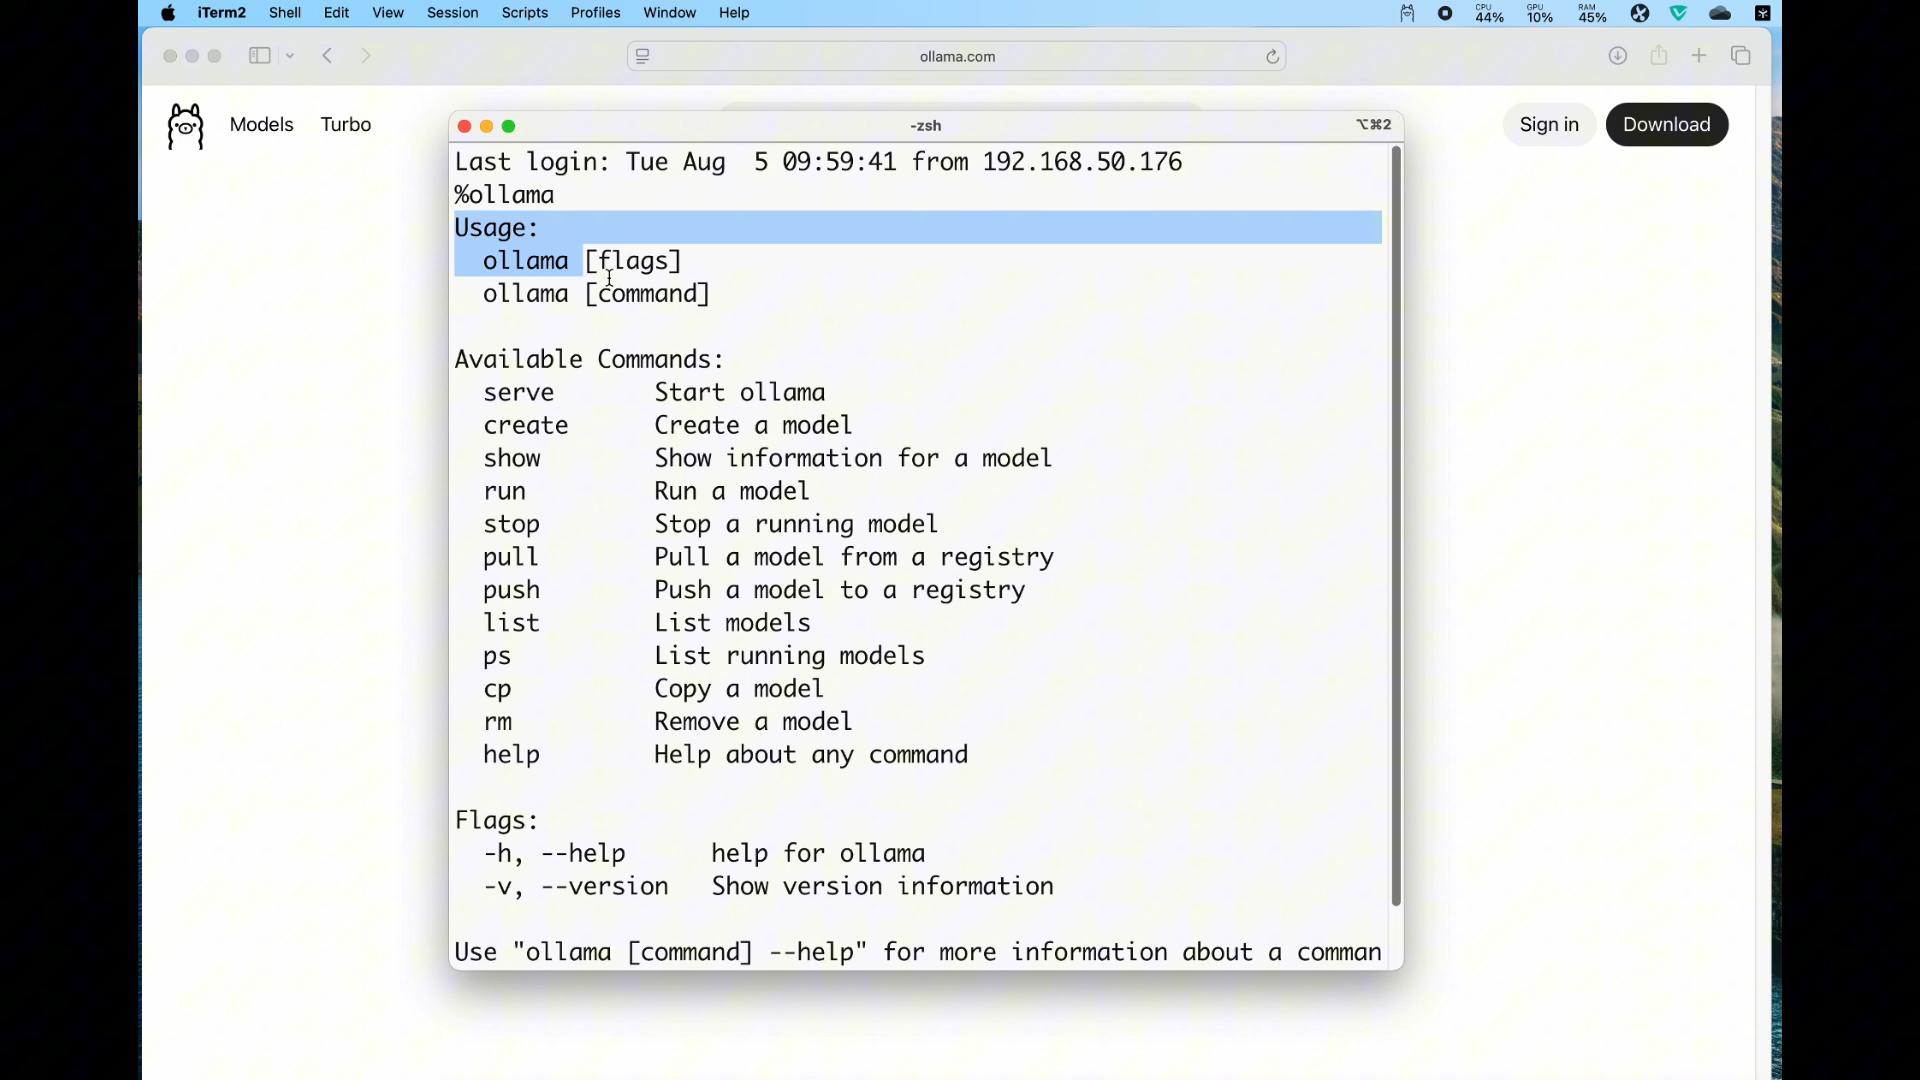 iTerm2 Shell Edit View Session Scripts Profiles Window Help CPU 44% GPU 10% RAM 45%
ollama.com
Models Turbo Sign in Download
-zsh ⌥⌘2
Last login: Tue Aug  5 09:59:41 from 192.168.50.176
%ollama
Usage:
  ollama [flags]
  ollama [command]

Available Commands:
  serve       Start ollama
  create      Create a model
  show        Show information for a model
  run         Run a model
  stop        Stop a running model
  pull        Pull a model from a registry
  push        Push a model to a registry
  list        List models
  ps          List running models
  cp          Copy a model
  rm          Remove a model
  help        Help about any command

Flags:
  -h, --help      help for ollama
  -v, --version   Show version information

Use "ollama [command] --help" for more information about a comman